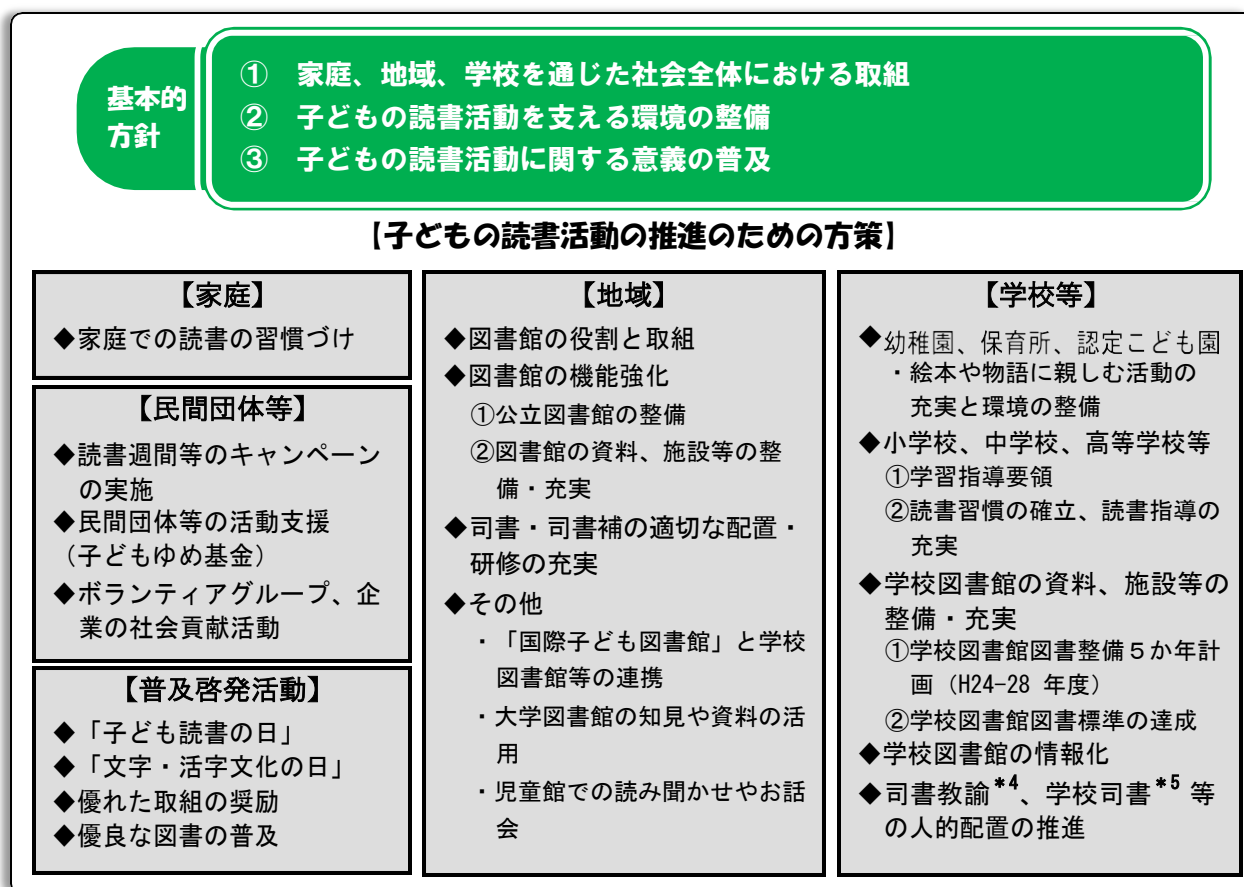 基本的
方針
① 家庭、地域、学校を通じた社会全体における取組
② 子どもの読書活動を支える環境の整備
③ 子どもの読書活動に関する意義の普及
【子どもの読書活動の推進のための方策】
【家庭】
◆家庭での読書の習慣づけ
【民間団体等】
◆読書週間等のキャンペーン
の実施
◆民間団体等の活動支援
(子どもゆめ基金)
◆ボランティアグループ、企
業の社会貢献活動
【普及啓発活動】
◆「子ども読書の日」
◆「文字・活字文化の日」
◆優れた取組の奨励
◆優良な図書の普及
【地域】
◆図書館の役割と取組
◆図書館の機能強化
①公立図書館の整備
②図書館の資料、施設等の整
備・充実
◆司書・司書補の適切な配置・
研修の充実
◆その他
・「国際子ども図書館」と学校
図書館等の連携
・大学図書館の知見や資料の活
用
・児童館での読み聞かせやお話
会
【学校等】
◆幼稚園、保育所、認定こども園
・絵本や物語に親しむ活動の
充実と環境の整備
◆小学校、中学校、高等学校等
①学習指導要領
②読書習慣の確立、読書指導の
充実
◆学校図書館の資料、施設等の
整備・充実
①学校図書館図書整備5か年計
画(H24-28 年度)
②学校図書館図書標準の達成
◆学校図書館の情報化
◆司書教諭*4、学校司書*5 等
の人的配置の推進